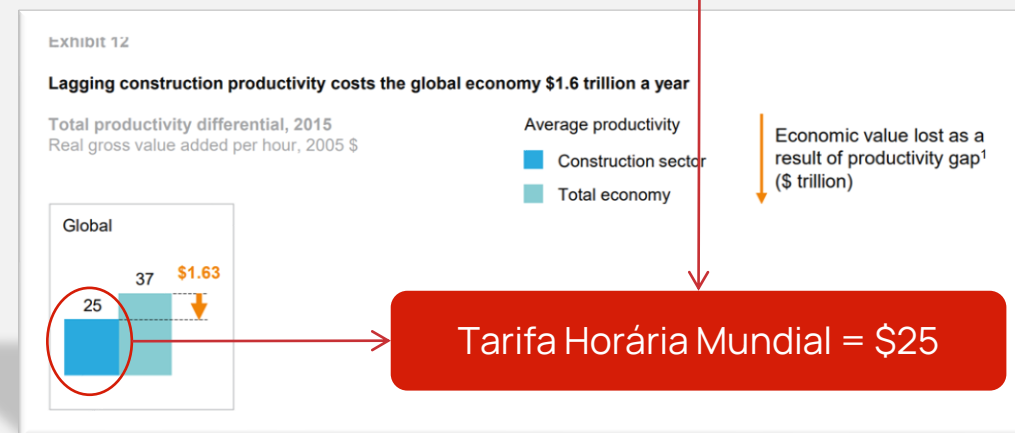 Exhibit 12
Lagging construction productivity costs the global economy $1.6 trillion a year
Total productivity differential, 2015
Real gross value added per hour, 2005 $
Average productivity
Construction sector
Total economy
Economic value lost as a
result of productivity gap¹
($ trillion)
Global
37
$1.63
25
Tarifa Horária Mundial = $25